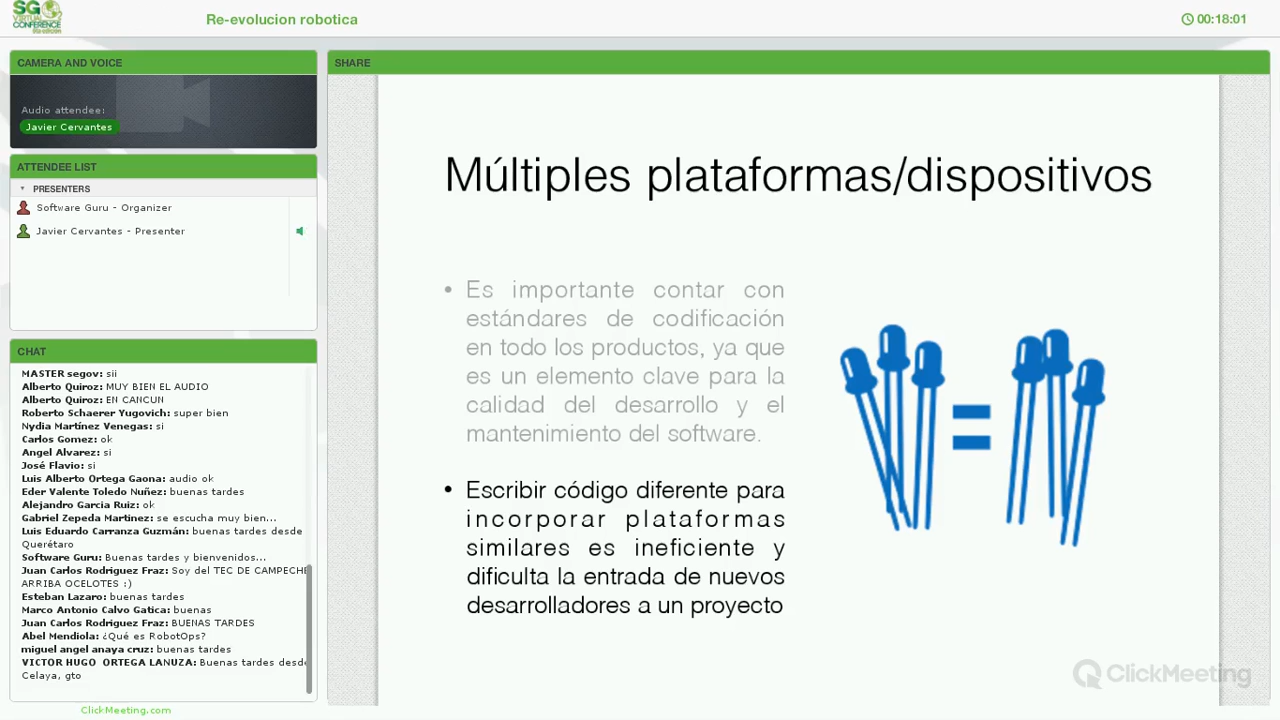 SG
VIRTUAL
CONFERENCE
Re-evolucion robotica
00:18:01
CAMERA AND VOICE
Audio attendee:
Javier Cervantes
ATTENDEE LIST
PRESENTERS
Software Guru - Organizer
Javier Cervantes - Presenter
CHAT
MASTER segov: sii
Alberto Quiroz: MUY BIEN EL AUDIO
Alberto Quiroz: EN CANCUN
Roberto Schaerer Yugovich: super bien
Nydia Martínez Venegas: si
Carlos Gomez: ok
Angel Alvarez: si
José Flavio: si
Luis Alberto Ortega Gaona: audio ok
Eder Valente Toledo Nuñez: buenas tardes
Alejandro Garcia Ruiz: ok
Gabriel Zepeda Martinez: se escucha muy bien...
Luis Eduardo Carranza Guzmán: buenas tardes desde
Querétaro
Software Guru: Buenas tardes y bienvenidos...
Juan Carlos Rodriguez Fraz: Soy del TEC DE CAMPECHE
ARRIBA OCELOTES :)
Esteban Lazaro: buenas tardes
Marco Antonio Calvo Gatica: buenas
Juan Carlos Rodriguez Fraz: BUENAS TARDES
Abel Mendiola: ¿Qué es RobotOps?
miguel angel anaya cruz: buenas tardes
VICTOR HUGO ORTEGA LANUZA: Buenas tardes desde
Celaya, gto
ClickMeeting.com
SHARE
Múltiples plataformas/dispositivos
• Es importante contar con
estándares de codificación
en todo los productos, ya que
es un elemento clave para la
calidad del desarrollo y el
mantenimiento del software.
• Escribir código diferente para
incorporar plataformas
similares es ineficiente y
dificulta la entrada de nuevos
desarrolladores a un proyecto
ClickMeeting